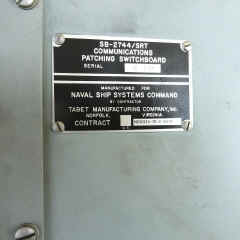 SB-2744/SRT
COMMUNICATIONS
PATCHING SWITCHBOARD
SERIAL
MANUFACTURED FOR
NAVAL SHIP SYSTEMS COMMAND
BY CONTRACTOR
TABET MANUFACTURING COMPANY, INC.
NORFOLK, VIRGINIA
CONTRACT